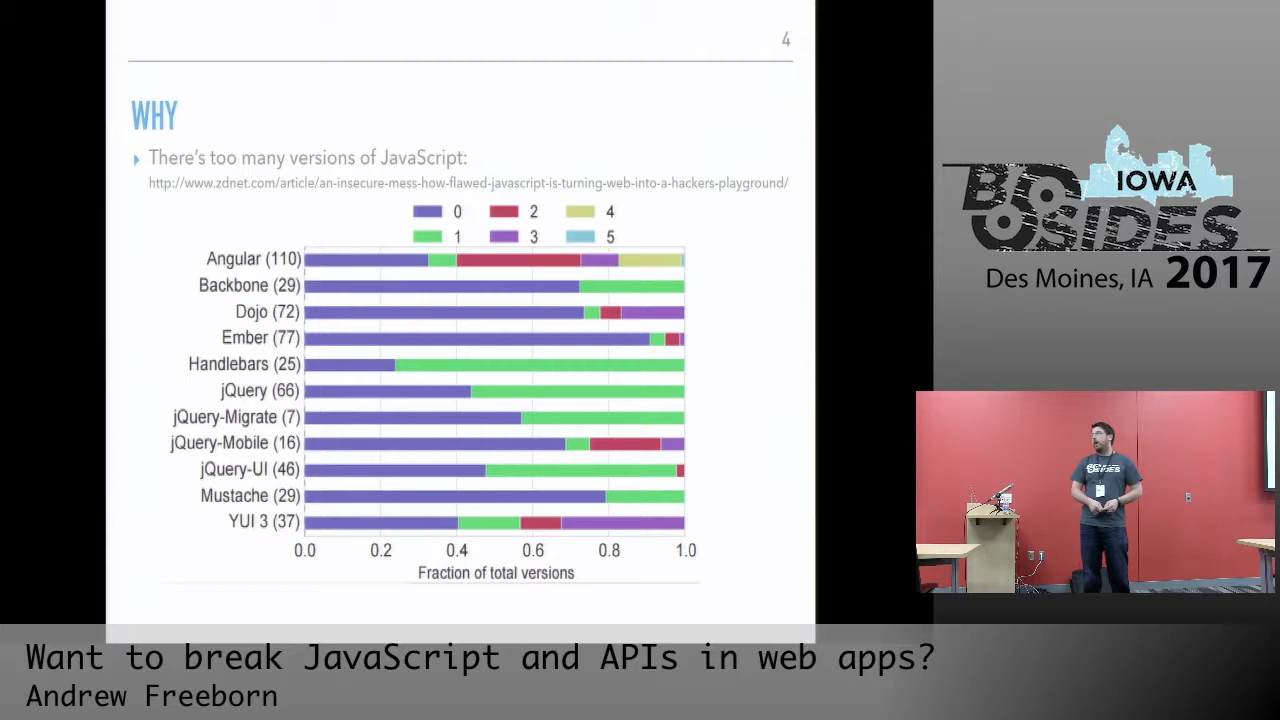 4
WHY
There's too many versions of JavaScript:
http://www.zdnet.com/article/an-insecure-mess-how-flawed-javascript-is-turning-web-into-a-hackers-playground/
0 2 4
1 3 5
Angular (110)
Backbone (29)
Dojo (72)
Ember (77)
Handlebars (25)
jQuery (66)
jQuery-Migrate (7)
jQuery-Mobile (16)
jQuery-UI (46)
Mustache (29)
YUI 3 (37)
0.0 0.2 0.4 0.6 0.8 1.0
Fraction of total versions
IOWA
BSIDES
Des Moines, IA 2017
BSIDES
Want to break JavaScript and APIs in web apps?
Andrew Freeborn